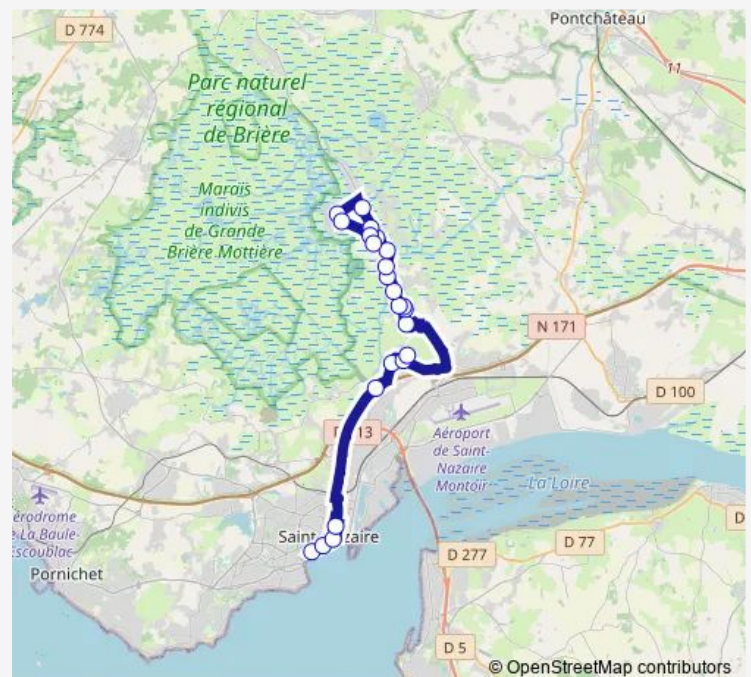 Pontchâteau
D 774
11
Parc naturel
régional
de Brière
Marais
indivis
de Grande
Brière Mottière
N 171
D 100
Aéroport
de Saint-
Nazaire
Montoir
La Loire
D
D 277
D 77
de La Baule-
Escoublac
Pornichet
D 5
© OpenStreetMap contributors